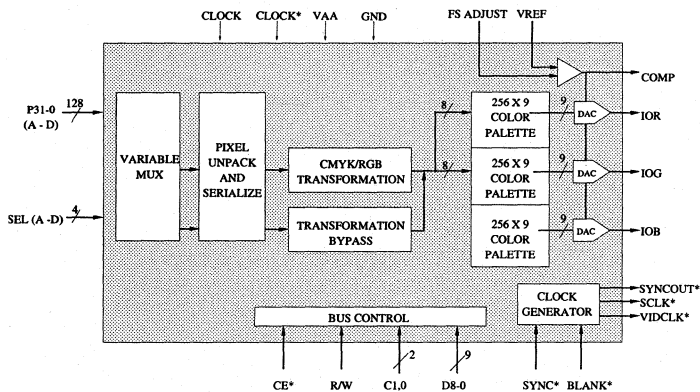 CLOCK CLOCK* VAA GND FS ADJUST VREF
COMP
P31-0 128
(A - D)
VARIABLE
MUX
PIXEL
UNPACK
AND
SERIALIZE
CMYK/RGB
TRANSFORMATION
TRANSFORMATION
BYPASS
8
8
256 X 9
COLOR
PALETTE
9
DAC
IOR
256 X 9
COLOR
PALETTE
9
DAC
IOG
256 X 9
COLOR
PALETTE
9
DAC
IOB
SEL (A -D) 4
CLOCK
GENERATOR
SYNCOUT*
SCLK*
VIDCLK*
BUS CONTROL
2 9
CE* R/W C1,0 D8-0 SYNC* BLANK*